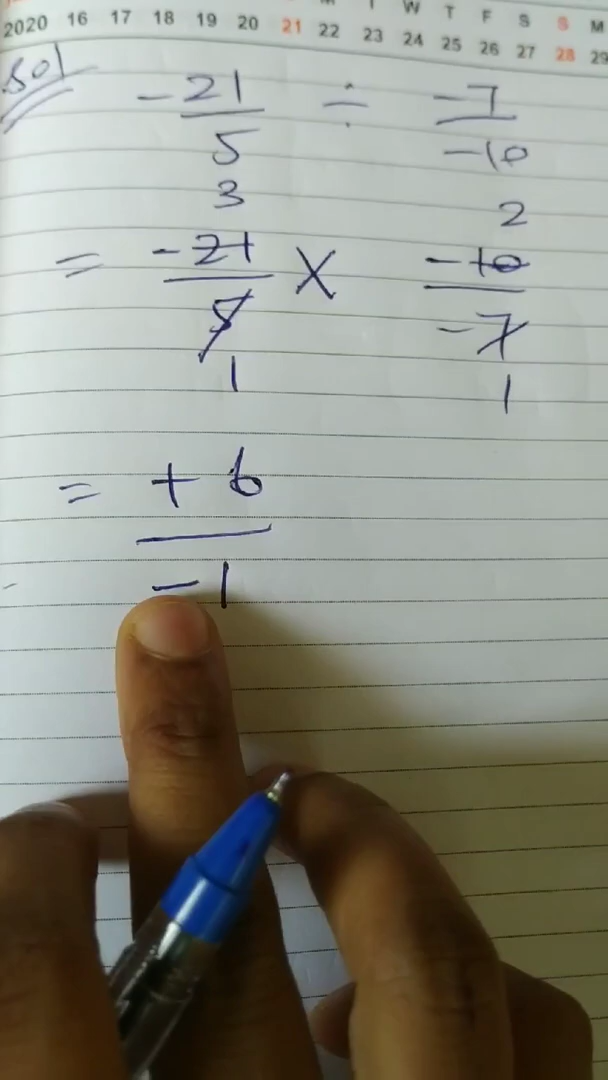 W T F S S M
2020 16 17 18 19 20 21 22 23 24 25 26 27 28 29
Sol
-21/5 ÷ -7/-10
3 2
= -21/5 × -10/-7
1 1
= +6/-1